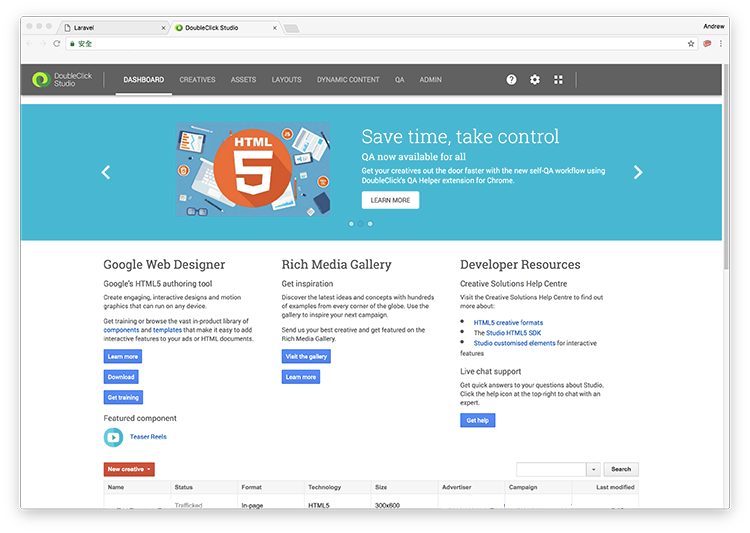 Laravel
DoubleClick Studio
Andrew
安全
DoubleClick
Studio
DASHBOARD
CREATIVES
ASSETS
LAYOUTS
DYNAMIC CONTENT
QA
ADMIN
HTML
5
JS
Save time, take control
QA now available for all
Get your creatives out the door faster with the new self-QA workflow using
DoubleClick's QA Helper extension for Chrome.
LEARN MORE
Google Web Designer
Google's HTML5 authoring tool
Create engaging, interactive designs and motion
graphics that can run on any device.
Get training or browse the vast in-product library of
components and templates that make it easy to add
interactive features to your ads or HTML documents.
Learn more
Download
Get training
Featured component
Teaser Reels
Rich Media Gallery
Get inspiration
Discover the latest ideas and concepts with hundreds
of examples from every corner of the globe. Use the
gallery to inspire your next campaign.
Send us your best creative and get featured on the
Rich Media Gallery.
Visit the gallery
Learn more
Developer Resources
Creative Solutions Help Centre
Visit the Creative Solutions Help Centre to find out
more about:
HTML5 creative formats
The Studio HTML5 SDK
Studio customised elements for interactive
features
Live chat support
Get quick answers to your questions about Studio.
Click the help icon at the top-right to chat with an
expert.
Get help
New creative
Search
Name
Status
Format
Technology
Size
Advertiser
Campaign
Last modified
Trafficked
In-page
HTML5
300x600